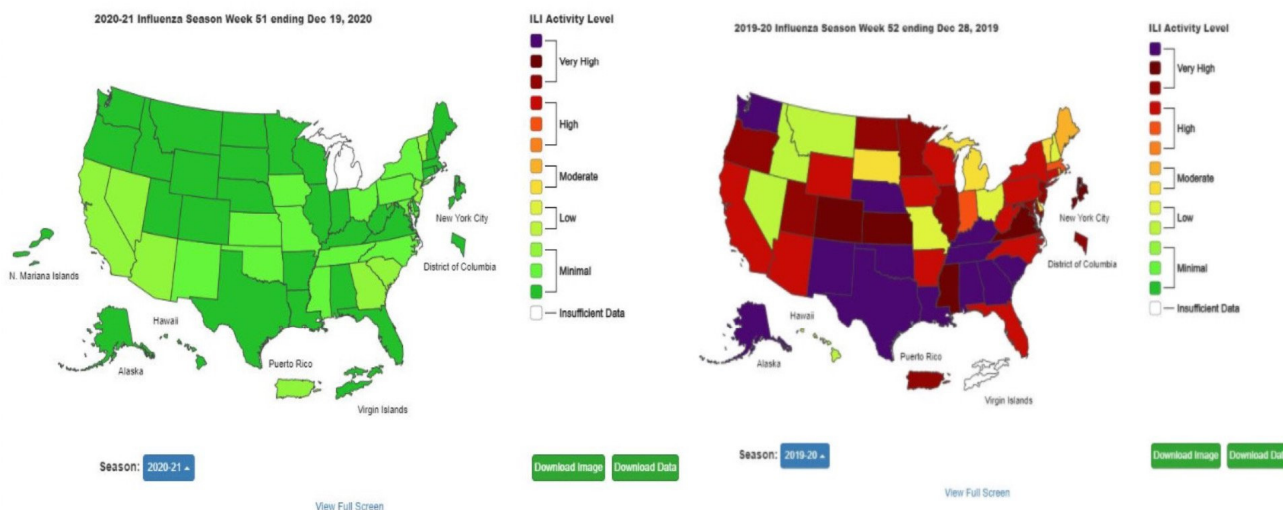 2020-21 Influenza Season Week 51 ending Dec 19, 2020
ILI Activity Level
Very High
High
Moderate
Low
Minimal
Insufficient Data
New York City
District of Columbia
N. Mariana Islands
Hawaii
Alaska
Puerto Rico
Virgin Islands
Season: 2020-21
Download Image
Download Data
View Full Screen
2019-20 Influenza Season Week 52 ending Dec 28, 2019
ILI Activity Level
Very High
High
Moderate
Low
Minimal
Insufficient Data
New York City
District of Columbia
Hawaii
Alaska
Puerto Rico
Virgin Islands
Season: 2019-20
Download Image
Download Dat
View Full Screen